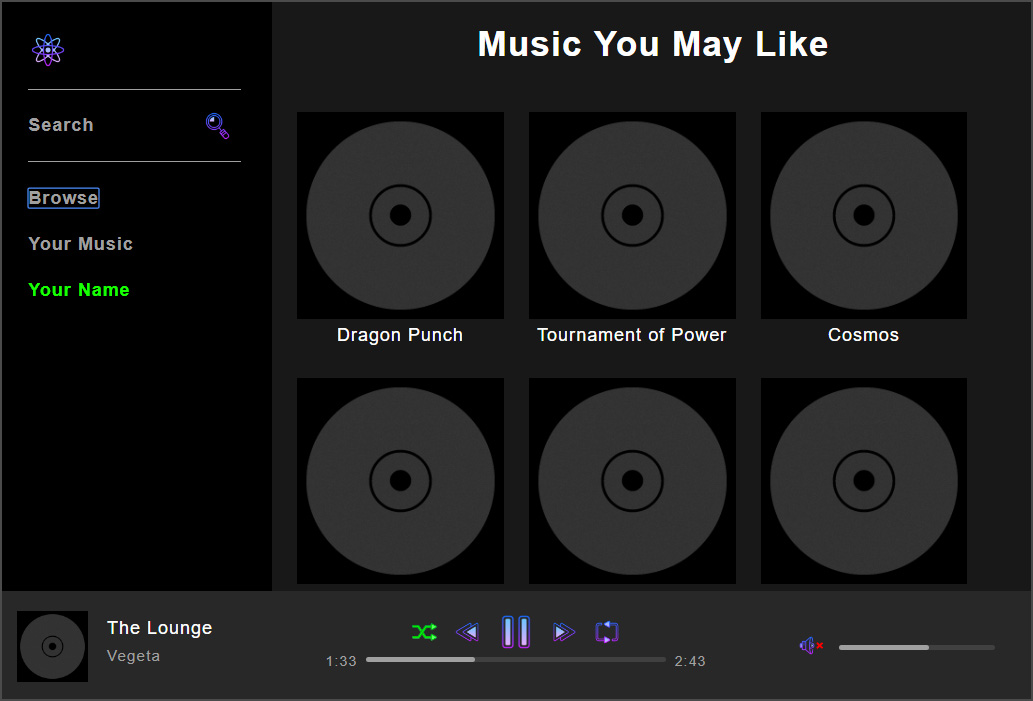 Music You May Like
Search
Browse
Your Music
Your Name
Dragon Punch
Tournament of Power
Cosmos
The Lounge
Vegeta
1:33
2:43